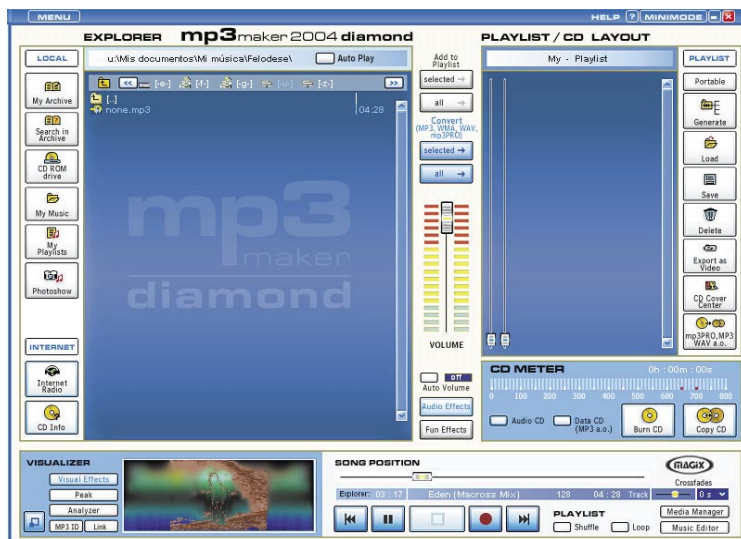 MENU
HELP ? MINIMODE
EXPLORER mp3 maker 2004 diamond
PLAYLIST / CD LAYOUT
LOCAL
u:\Mis documentos\Mi música\Felodese\
Auto Play
My Archive
Search in
Archive
CD ROM
drive
My Music
My
Playlists
Photoshow
INTERNET
Internet
Radio
CD Info
<< [-e-] [-f-] [-g-] [-z-] >>
[..]
none.mp3 04:28
mp3
maker
diamond
Add to
Playlist
selected
all
Convert
(MP3, WMA, WAV,
mp3PRO)
selected
all
VOLUME
off
Auto Volume
Audio Effects
Fun Effects
My - Playlist
PLAYLIST
Portable
Generate
Load
Save
Delete
Export as
Video
CD Cover
Center
mp3PRO,MP3
WAV a.o.
CD METER
0h : 00m : 00s
0 100 200 300 400 500 600 700 800
Audio CD
Data CD
(MP3 a.o.)
Burn CD
Copy CD
VISUALIZER
Visual Effects
Peak
Analyzer
MP3 ID
Link
SONG POSITION
Explorer: 03 : 17 Eden (Macross Mix) 128 04 : 28 Track
PLAYLIST
Shuffle
Loop
MAGIX
Crossfades
0 s
Media Manager
Music Editor